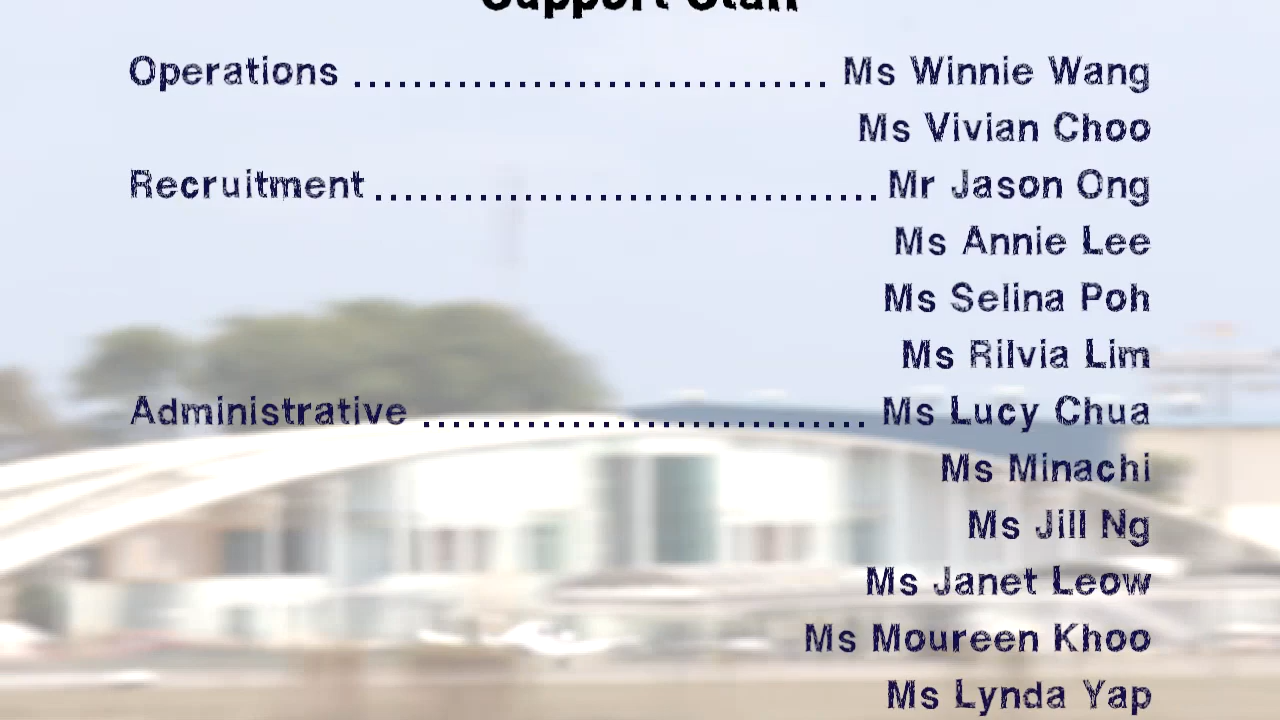 Support Staff
Operations ............................ Ms Winnie Wang
Ms Vivian Choo
Recruitment ............................ Mr Jason Ong
Ms Annie Lee
Ms Selina Poh
Ms Rilvia Lim
Administrative ............................ Ms Lucy Chua
Ms Minachi
Ms Jill Ng
Ms Janet Leow
Ms Moureen Khoo
Ms Lynda Yap